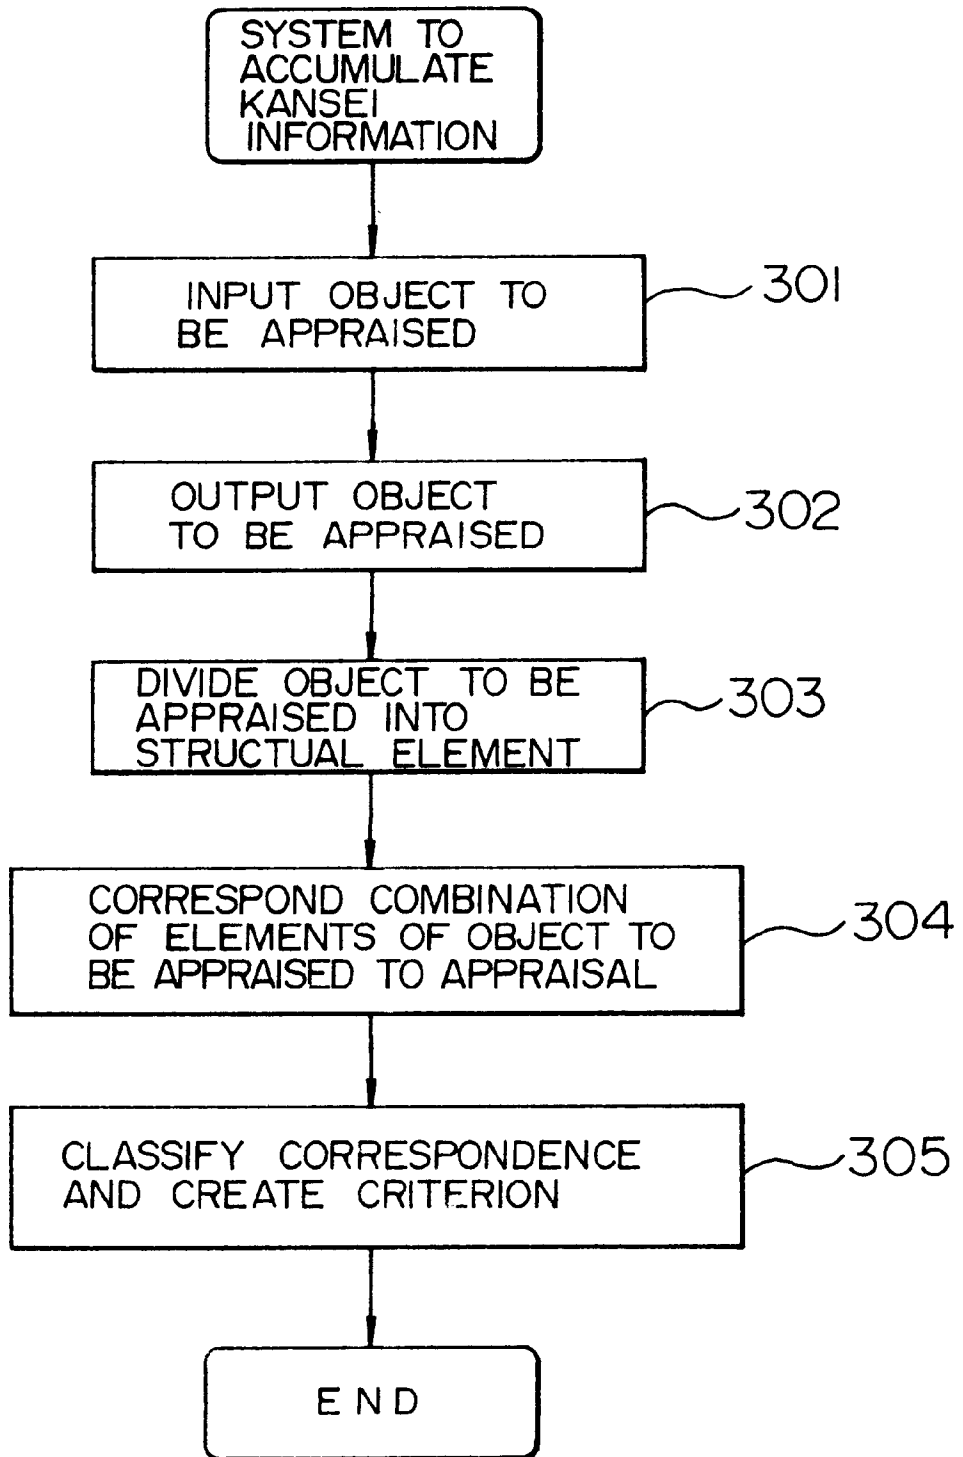 SYSTEM TO
ACCUMULATE
KANSEI
INFORMATION
INPUT OBJECT TO
BE APPRAISED
301
OUTPUT OBJECT
TO BE APPRAISED
302
DIVIDE OBJECT TO BE
APPRAISED INTO
STRUCTUAL ELEMENT
303
CORRESPOND COMBINATION
OF ELEMENTS OF OBJECT TO
BE APPRAISED TO APPRAISAL
304
CLASSIFY CORRESPONDENCE
AND CREATE CRITERION
305
END